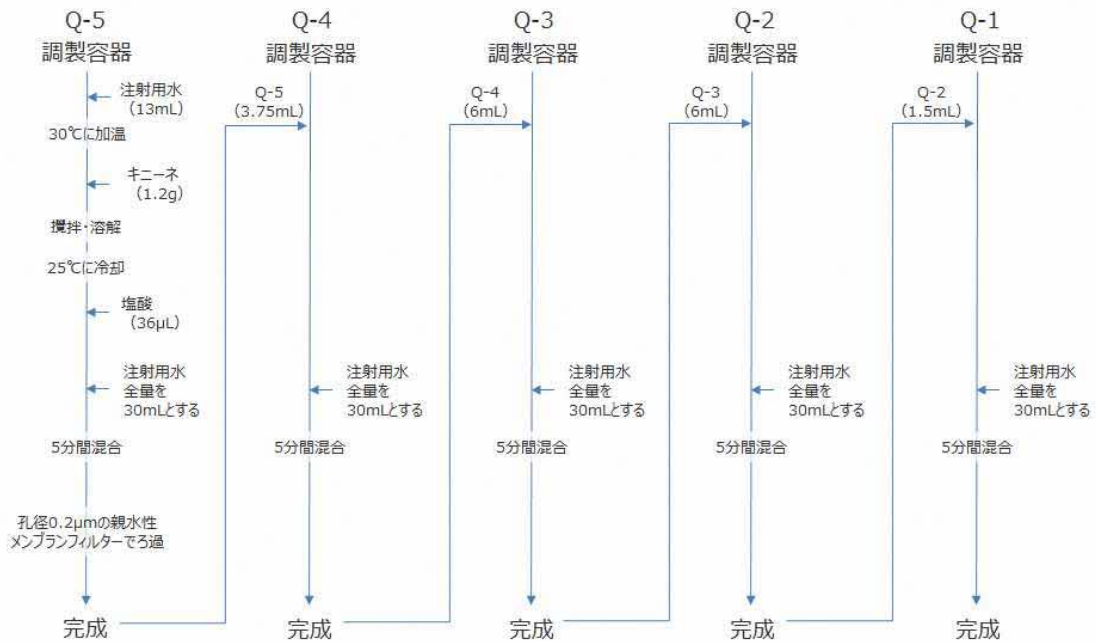 Q-5
調製容器
注射用水
（13mL）
30℃に加温
キニーネ
（1.2g）
攪拌・溶解
25℃に冷却
塩酸
（36μL）
注射用水
全量を
30mLとする
5分間混合
孔径0.2μmの親水性
メンブランフィルターでろ過
完成
Q-4
調製容器
Q-5
（3.75mL）
注射用水
全量を
30mLとする
5分間混合
完成
Q-3
調製容器
Q-4
（6mL）
注射用水
全量を
30mLとする
5分間混合
完成
Q-2
調製容器
Q-3
（6mL）
注射用水
全量を
30mLとする
5分間混合
完成
Q-1
調製容器
Q-2
（1.5mL）
注射用水
全量を
30mLとする
5分間混合
完成